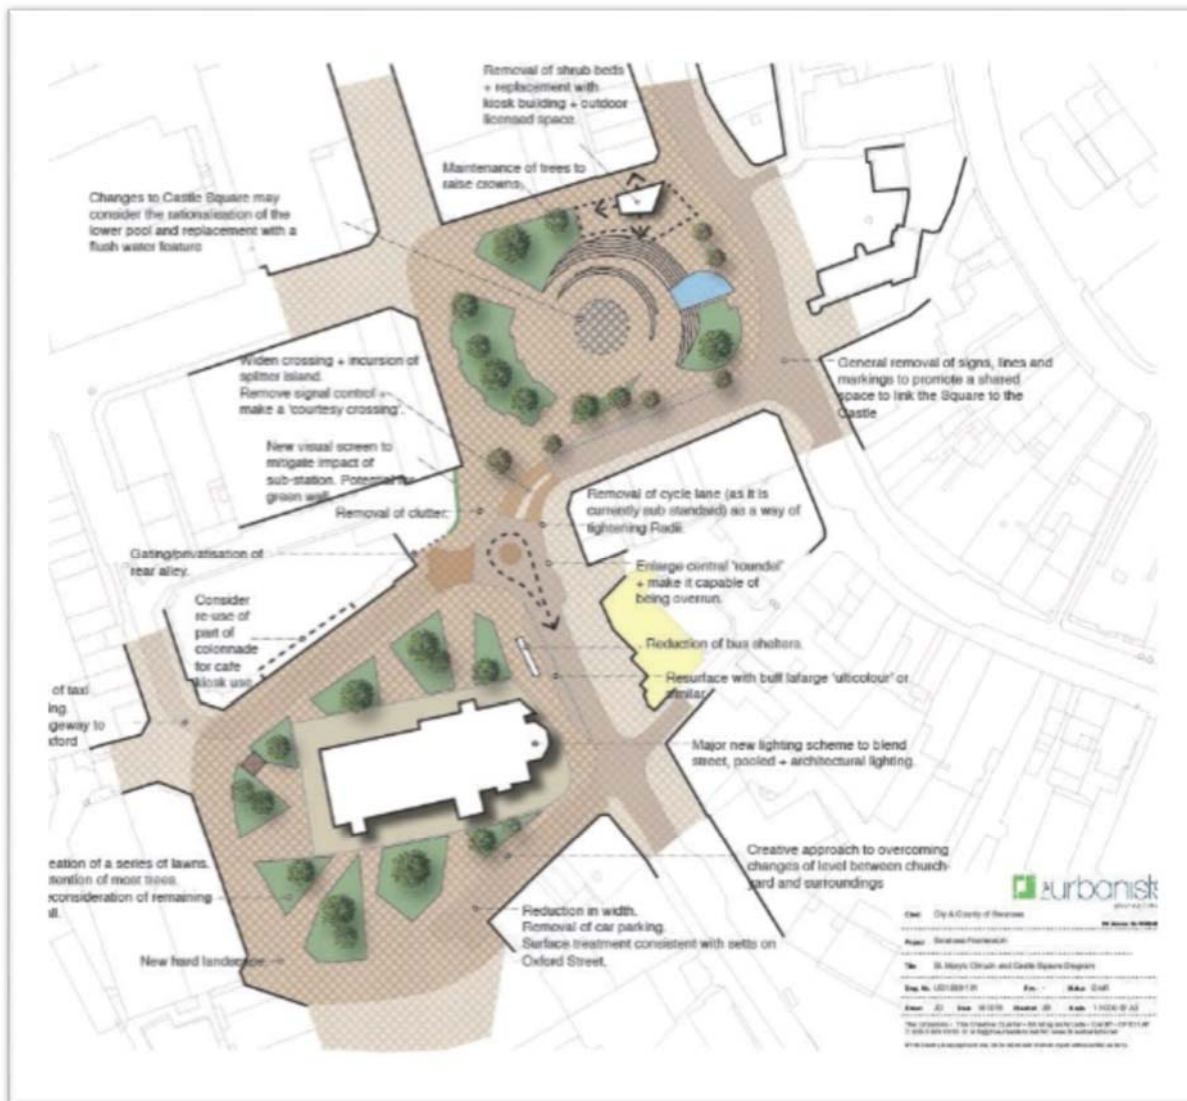 Removal of shrub beds
+ replacement with
kiosk building + outdoor
licensed space
Maintenance of trees to
raise crowns.
Changes to Castle Square may
consider the rationalisation of the
lower pool and replacement with a
flush water feature
Widen crossing + incursion of
splitter island.
Remove signal control +
make a 'courtesy crossing'.
General removal of signs, lines and
markings to promote a shared
space to link the Square to the
Castle
New visual screen to
mitigate impact of
sub-station. Potential for
green wall.
Removal of clutter.
Removal of cycle lane (as it is
currently sub standard) as a way of
tightening Radii.
Gating/privatisation of
rear alley.
Enlarge central 'roundel'
+ make it capable of
being overrun.
Consider
re-use of
part of
colonnade
for cafe
kiosk use
Reduction of bus shelters.
Resurface with buff lafarge 'ulticolour' or
similar
of taxi
ing.
geway to
xford
Major new lighting scheme to blend
street, pooled + architectural lighting.
Creative approach to overcoming
changes of level between church-
yard and surroundings
eation of a series of lawns.
tention of most trees.
econsideration of remaining
all.
Reduction in width.
Removal of car parking.
Surface treatment consistent with setts on
Oxford Street.
New hard landscape
urbanists
City & County of Swansea
Project
Swansea
Title
St. Mary's Church and Castle Square Diagram